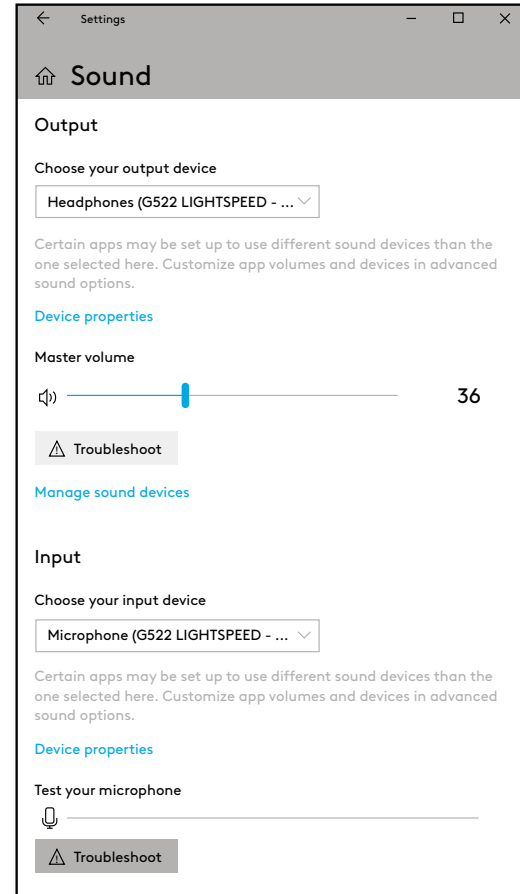 Settings
Sound
Output
Choose your output device
Headphones (G522 LIGHTSPEED - ...
Certain apps may be set up to use different sound devices than the
one selected here. Customize app volumes and devices in advanced
sound options.
Device properties
Master volume
36
Troubleshoot
Manage sound devices
Input
Choose your input device
Microphone (G522 LIGHTSPEED - ...
Certain apps may be set up to use different sound devices than the
one selected here. Customize app volumes and devices in advanced
sound options.
Device properties
Test your microphone
Troubleshoot